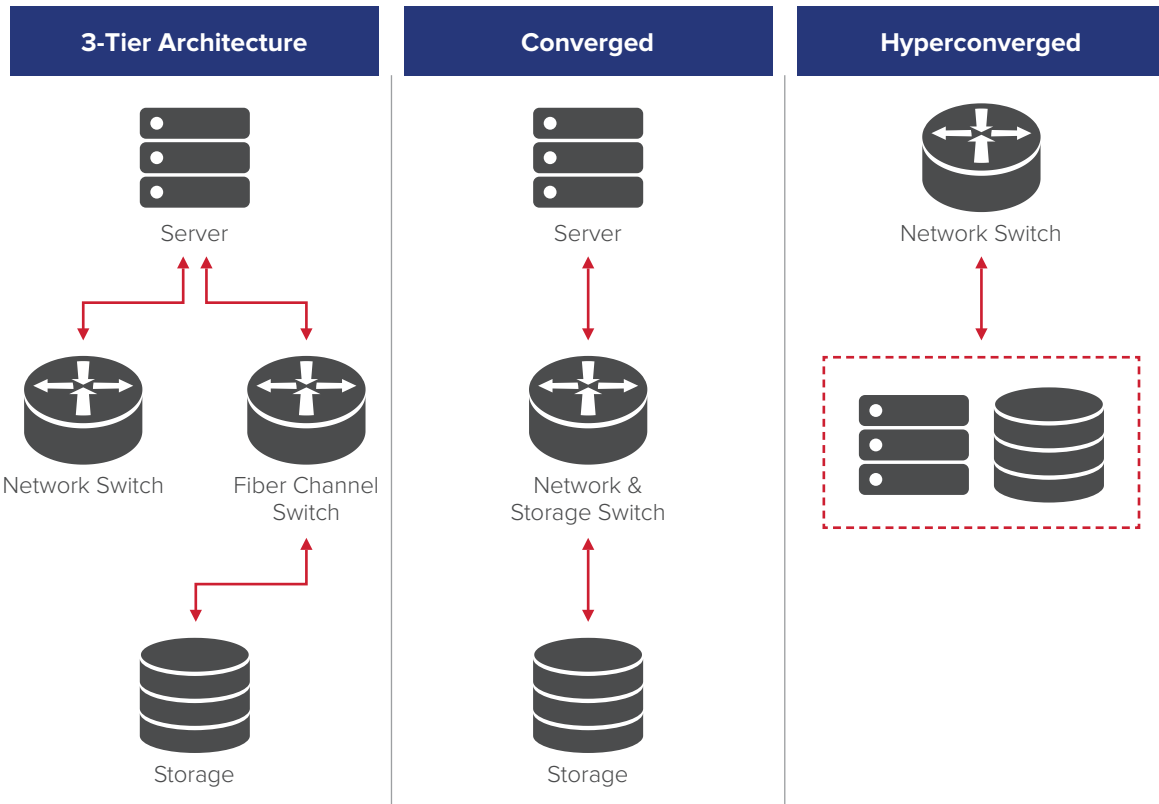 3-Tier Architecture
Server
Network Switch
Fiber Channel
Switch
Storage
Converged
Server
Network &
Storage Switch
Storage
Hyperconverged
Network Switch